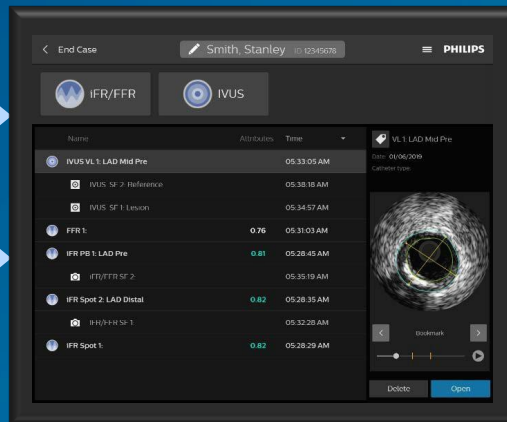 End Case
Smith, Stanley ID 12345678
PHILIPS
iFR/FFR
IVUS
Name Attributes Time
IVUS VL 1: LAD Mid Pre 05:33:05 AM
IVUS SF 2: Reference 05:38:18 AM
IVUS SF 1: Lesion 05:34:57 AM
FFR 1: 0.76 05:31:03 AM
iFR PB 1: LAD Pre 0.81 05:28:45 AM
iFR/FFR SF 2: 05:35:19 AM
iFR Spot 2: LAD Distal 0.82 05:28:35 AM
iFR/FFR SF 1: 05:32:28 AM
iFR Spot 1: 0.82 05:28:29 AM
VL 1: LAD Mid Pre
Date: 01/06/2019
Catheter type:
Bookmark
Delete Open